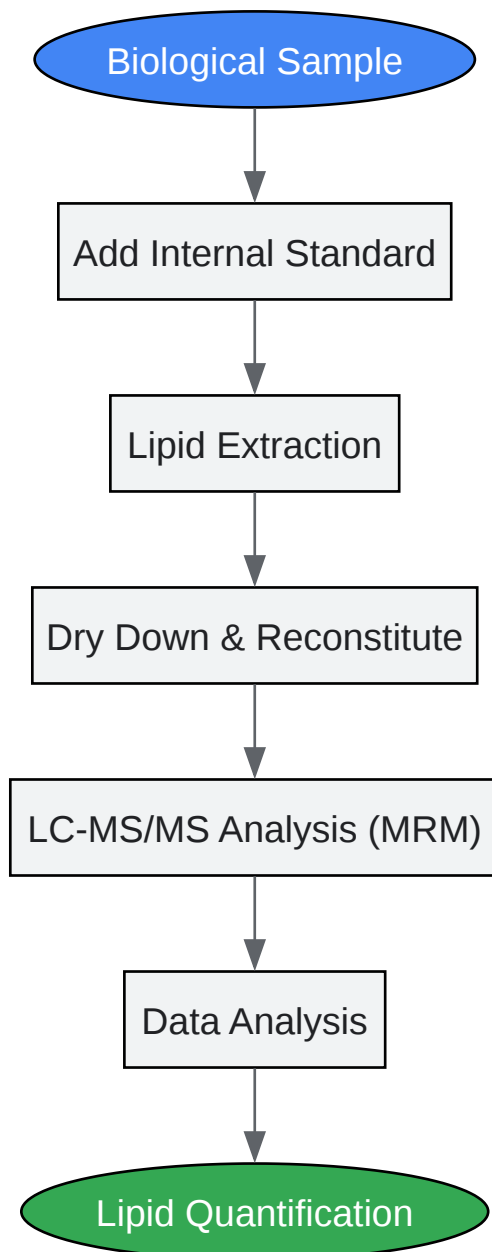 Biological Sample
Add Internal Standard
Lipid Extraction
Dry Down & Reconstitute
LC-MS/MS Analysis (MRM)
Data Analysis
Lipid Quantification